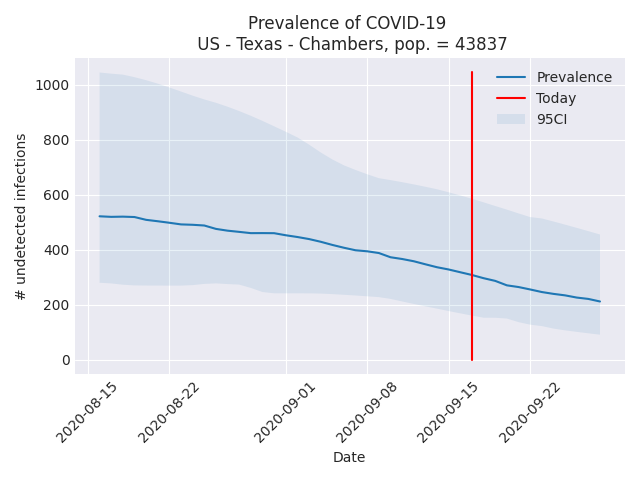 Prevalence of COVID-19
US - Texas - Chambers, pop. = 43837
# undetected infections
1000
800
600
400
200
0
Prevalence
Today
95CI
2020-08-15
2020-08-22
2020-09-01
2020-09-08
2020-09-15
2020-09-22
Date